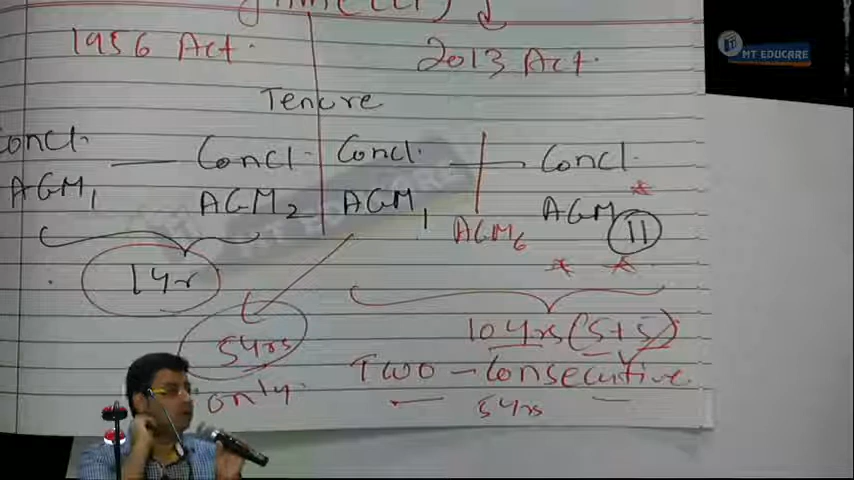 1956 Act.
2013 Act.
MT EDUCARE
Tenure
Concl. — Concl.
AGM1 AGM2
Concl. — Concl.
AGM1 AGM6 AGM 11
1 yr
5 yrs
only.
10 yrs (5+5)
Two - Consecutive
5 yrs